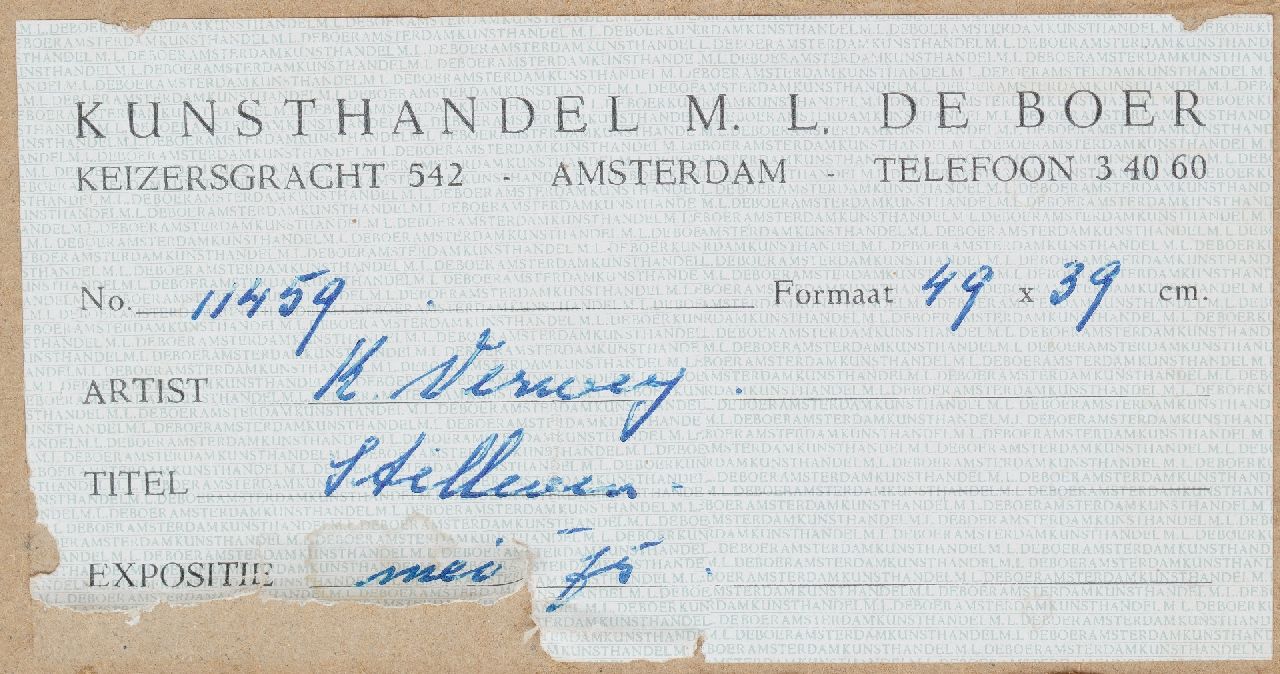 KUNSTHANDEL M. L. DE BOER
KEIZERSGRACHT 542 - AMSTERDAM - TELEFOON 3 40 60
No. 11459 . Formaat 49 x 39 cm.
ARTIST K. Verwey .
TITEL Stilleven -
EXPOSITIE mei